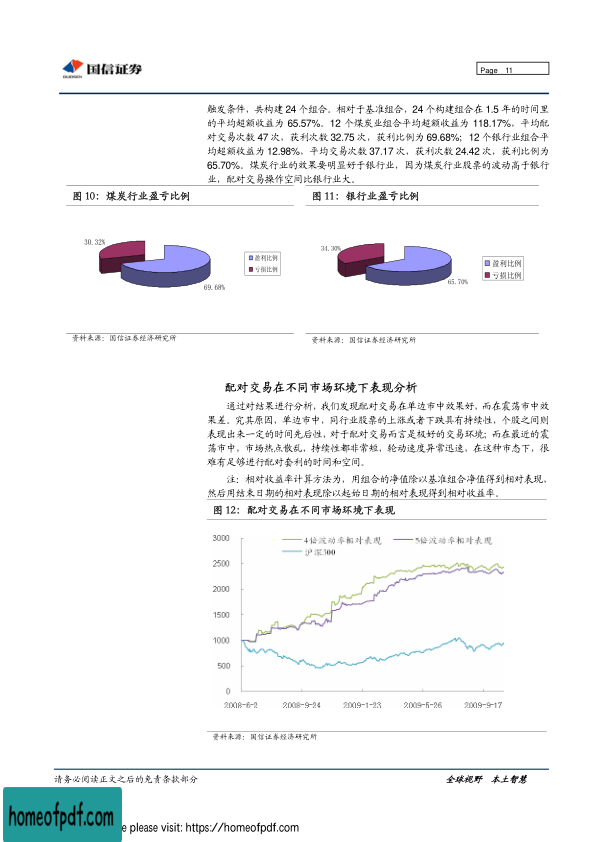 国信证券
GUOSEN
Page 11
触发条件，共构建 24 个组合。相对于基准组合，24 个构建组合在 1.5 年的时间里
的平均超额收益为 65.57%。12 个煤炭业组合平均超额收益为 118.17%，平均配
对交易次数 47 次，获利次数 32.75 次，获利比例为 69.68%；12 个银行业组合平
均超额收益为 12.98%，平均交易次数 37.17 次，获利次数 24.42 次，获利比例为
65.70%。煤炭行业的效果要明显好于银行业，因为煤炭行业股票的波动高于银行
业，配对交易操作空间比银行业大。
图 10：煤炭行业盈亏比例
图 11：银行业盈亏比例
30.32%
69.68%
盈利比例
亏损比例
34.30%
65.70%
盈利比例
亏损比例
资料来源：国信证券经济研究所
资料来源：国信证券经济研究所
配对交易在不同市场环境下表现分析
通过对结果进行分析，我们发现配对交易在单边市中效果好，而在震荡市中效
果差。究其原因，单边市中，同行业股票的上涨或者下跌具有持续性，个股之间则
表现出来一定的时间先后性，对于配对交易而言是极好的交易环境；而在最近的震
荡市中，市场热点散乱，持续性都非常短，轮动速度异常迅速，在这种市态下，很
难有足够进行配对套利的时间和空间。
注：相对收益率计算方法为，用组合的净值除以基准组合净值得到相对表现，
然后用结束日期的相对表现除以起始日期的相对表现得到相对收益率。
图 12：配对交易在不同市场环境下表现
4倍波动率相对表现
5倍波动率相对表现
沪深300
3000
2500
2000
1500
1000
500
0
2008-6-2
2008-9-24
2009-1-23
2009-5-26
2009-9-17
资料来源：国信证券经济研究所
请务必阅读正文之后的免责条款部分
全球视野 本土智慧
homeofpdf.com
e please visit: https://homeofpdf.com